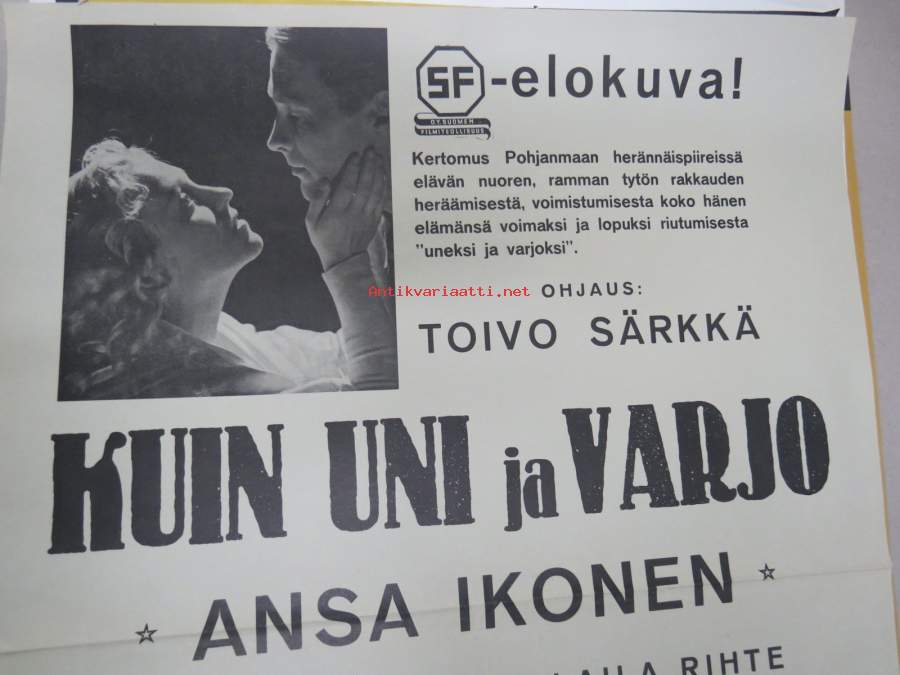 SF-elokuva!
OY. SUOMEN
FILMITEOLLISUUS
Kertomus Pohjanmaan herännäispiireissä
elävän nuoren, ramman tytön rakkauden
heräämisestä, voimistumisesta koko hänen
elämänsä voimaksi ja lopuksi riutumisesta
"uneksi ja varjoksi".
Antikvariaatti.net
OHJAUS:
TOIVO SÄRKKÄ
KUIN UNI ja VARJO
ANSA IKONEN
RIHTE